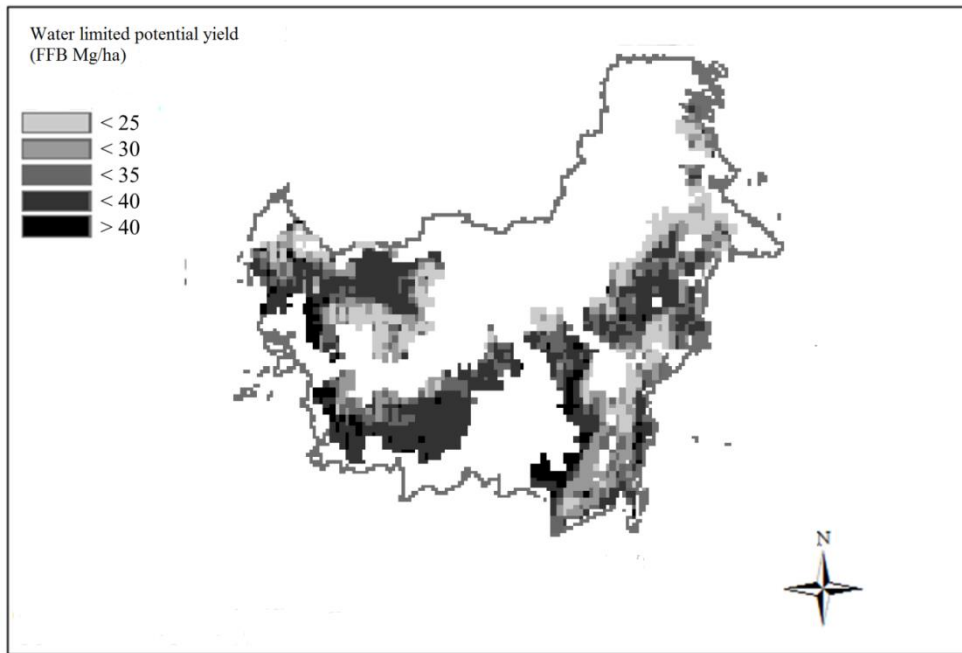 Water limited potential yield
(FFB Mg/ha)
< 25
< 30
< 35
< 40
> 40
N